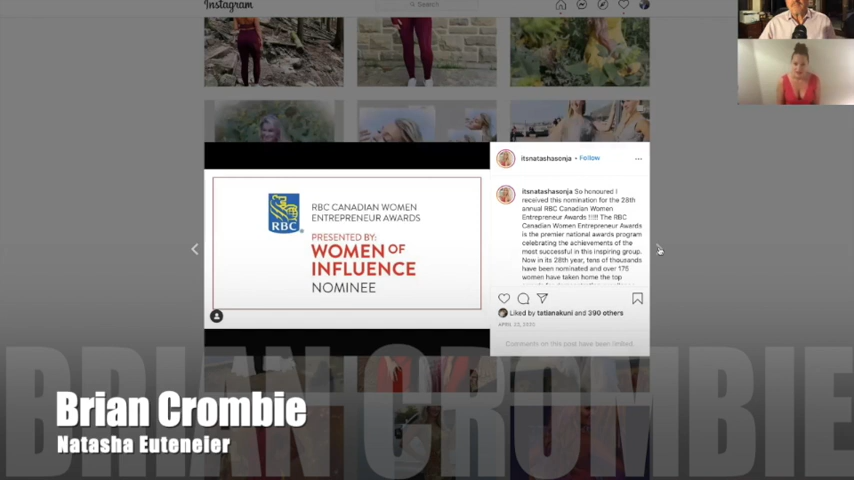 Instagram
Search
itsnatashasonja • Follow
itsnatashasonja So honoured I
received this nomination for the 28th
annual RBC Canadian Women
Entrepreneur Awards !!!!! The RBC
Canadian Women Entrepreneur Awards
is the premier national awards program
celebrating the achievements of the
most successful in this inspiring group.
Now in its 28th year, tens of thousands
have been nominated and over 175
women have taken home the top
RBC
RBC CANADIAN WOMEN
ENTREPRENEUR AWARDS
PRESENTED BY:
WOMEN OF
INFLUENCE
NOMINEE
Liked by tatianakuni and 390 others
Comments on this post have been limited
BRIAN CROMBIE
Brian Crombie
Natasha Euteneier